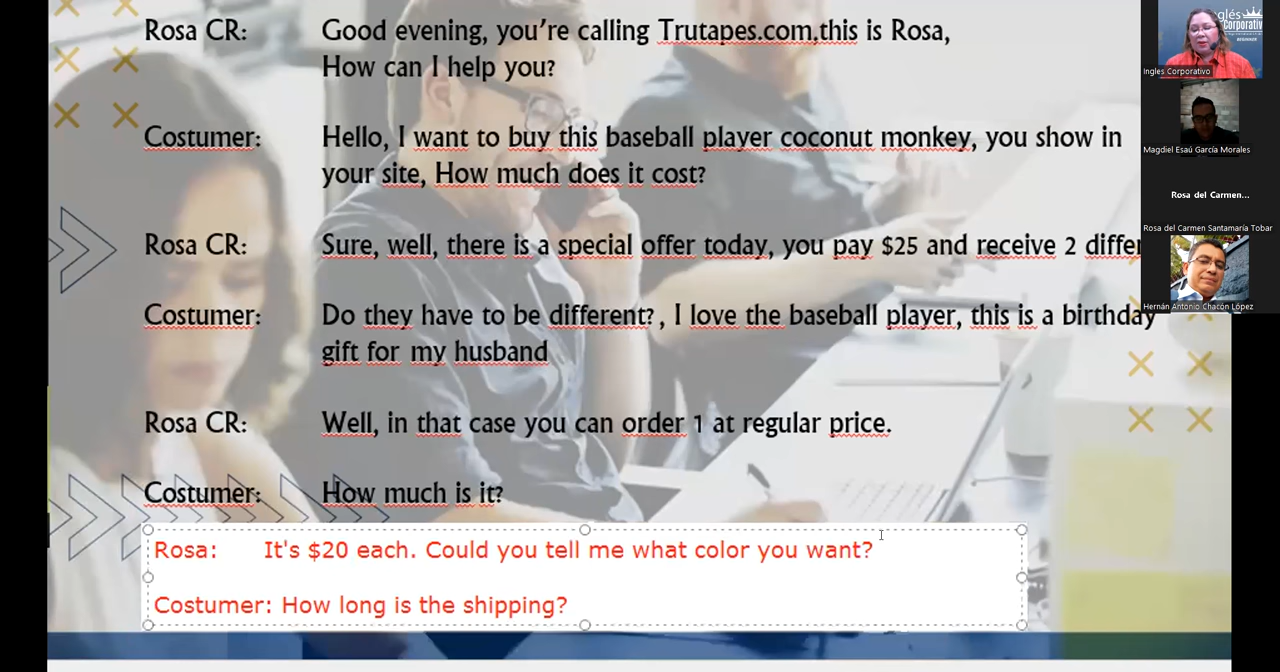 Rosa CR: Good evening, you're calling Trutapes.com,this is Rosa,
How can I help you?
Costumer: Hello, I want to buy this baseball player coconut monkey, you show in
your site, How much does it cost?
Rosa CR: Sure, well, there is a special offer today, you pay $25 and receive 2
Costumer: Do they have to be different?, I love the baseball player, this is a birthday
gift for my husband
Rosa CR: Well, in that case you can order 1 at regular price.
Costumer: How much is it?
Rosa: It's $20 each. Could you tell me what color you want?
Costumer: How long is the shipping?
Ingles Corporativo
Magdiel Esaú García Morales
Rosa del Carmen...
Rosa del Carmen Santamaría Tobar
Hernán Antonio Chacón López